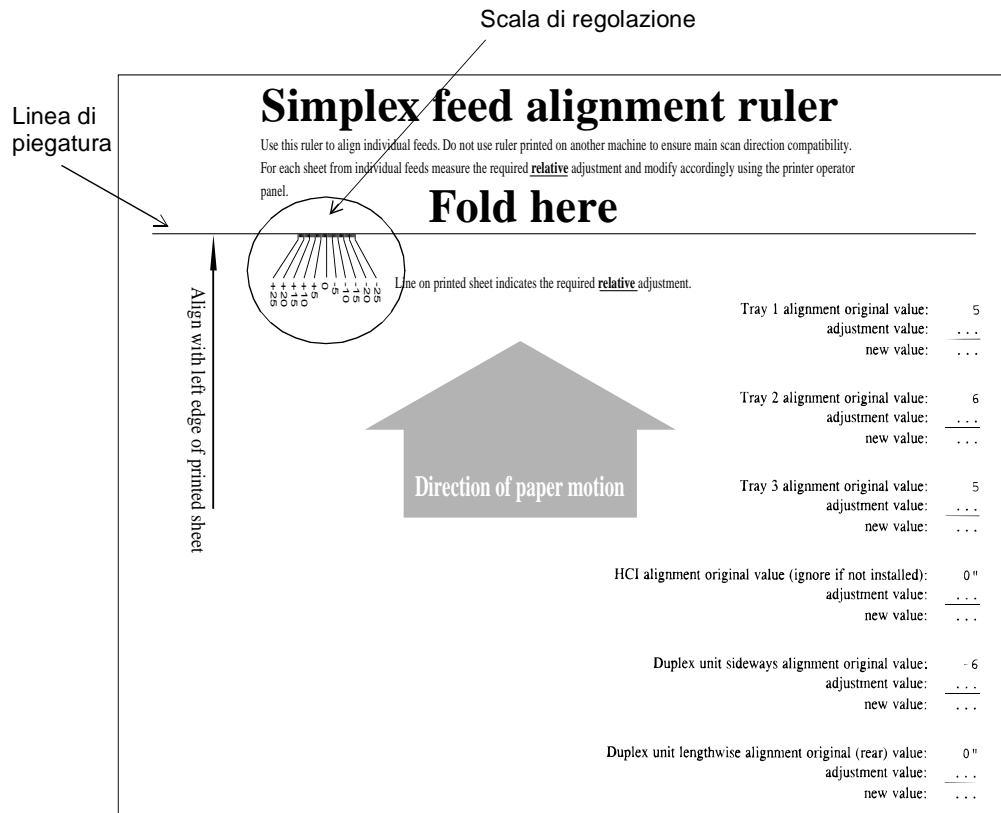 Scala di regolazione
Linea di
piegatura
Simplex feed alignment ruler
Use this ruler to align individual feeds. Do not use ruler printed on another machine to ensure main scan direction compatibility.
For each sheet from individual feeds measure the required relative adjustment and modify accordingly using the printer operator
panel.
Fold here
+25
+20
+15
+10
+5
0
-5
-10
-15
-20
-25
Line on printed sheet indicates the required relative adjustment.
Align with left edge of printed sheet
Direction of paper motion
Tray 1 alignment original value: 5
adjustment value: ...
new value: ...
Tray 2 alignment original value: 6
adjustment value: ...
new value: ...
Tray 3 alignment original value: 5
adjustment value: ...
new value: ...
HCI alignment original value (ignore if not installed): 0"
adjustment value: ...
new value: ...
Duplex unit sideways alignment original value: -6
adjustment value: ...
new value: ...
Duplex unit lengthwise alignment original (rear) value: 0"
adjustment value: ...
new value: ...